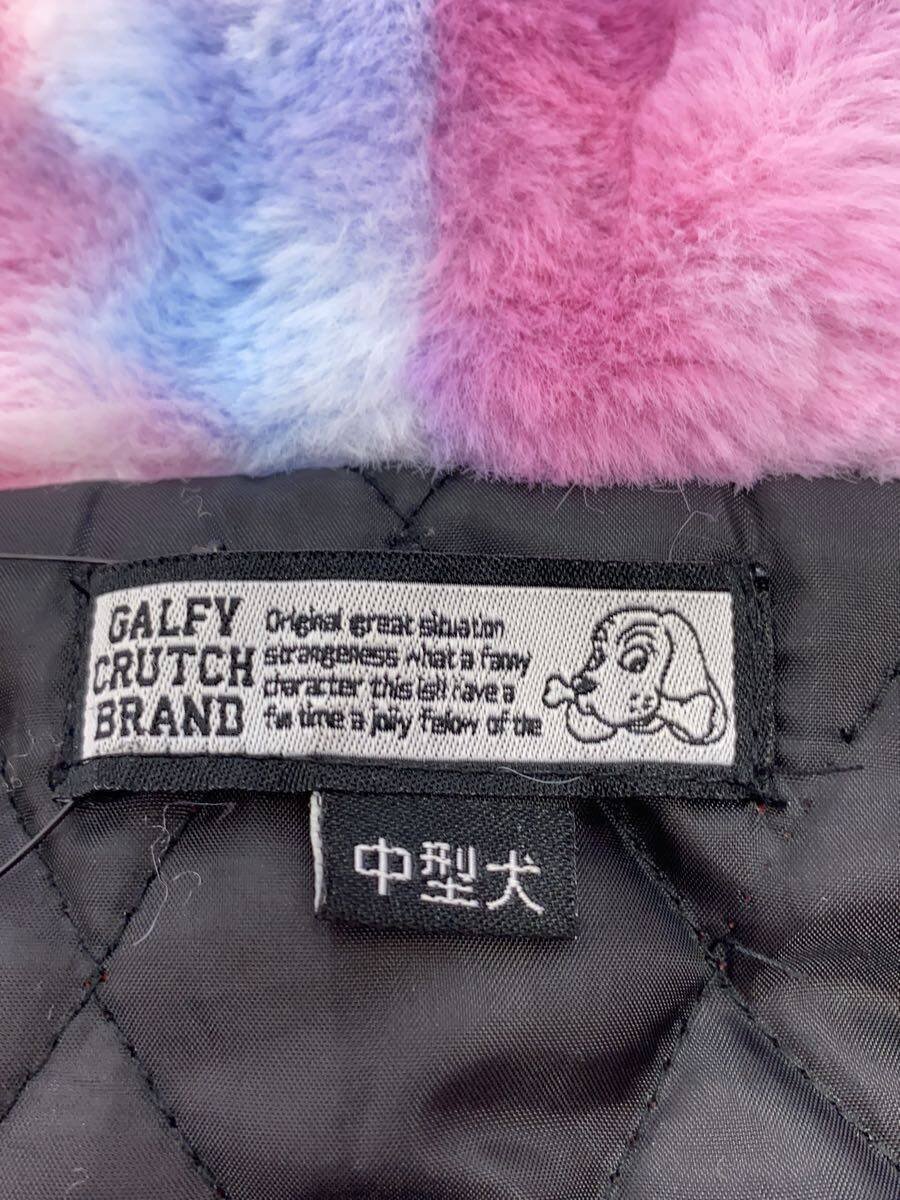 GALFY
CRUTCH
BRAND
Original great situation
strangeness what a fanny
character this is!! have a
fun time a jolly fellow of the
中型犬